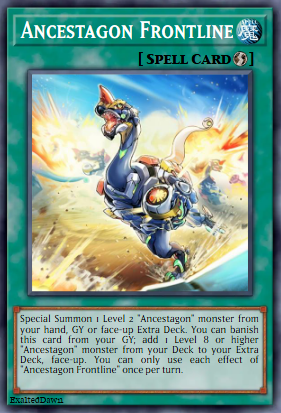 Ancestagon Frontline
[ Spell Card ]
Special Summon 1 Level 2 "Ancestagon" monster from
your hand, GY or face-up Extra Deck. You can banish
this card from your GY; add 1 Level 8 or higher
"Ancestagon" monster from your Deck to your Extra
Deck, face-up. You can only use each effect of
"Ancestagon Frontline" once per turn.
ExaltedDawn